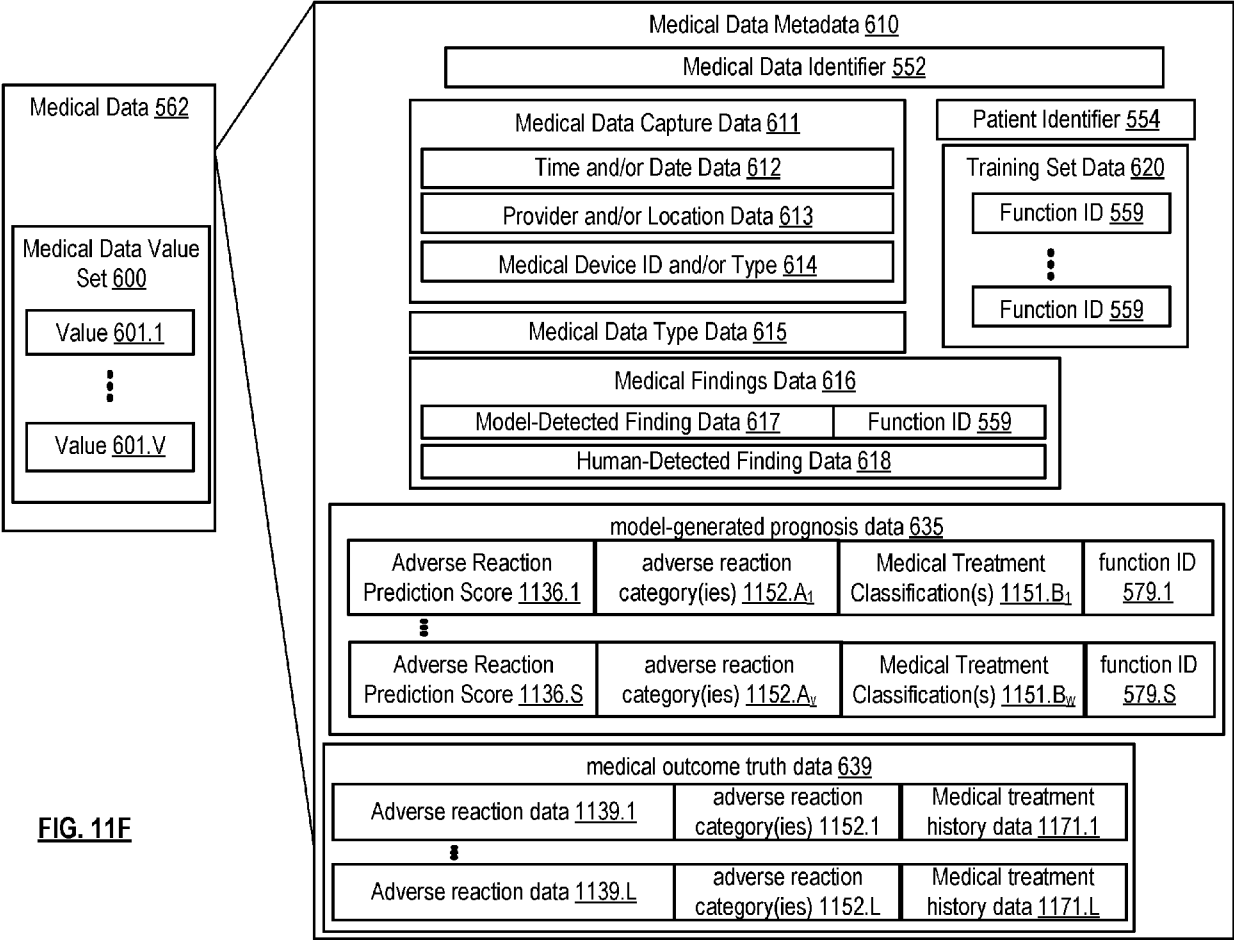 Medical Data 562
Medical Data Value
Set 600
Value 601.1
Value 601.V
Medical Data Metadata 610
Medical Data Identifier 552
Medical Data Capture Data 611
Time and/or Date Data 612
Provider and/or Location Data 613
Medical Device ID and/or Type 614
Patient Identifier 554
Training Set Data 620
Function ID 559
Function ID 559
Medical Data Type Data 615
Medical Findings Data 616
Model-Detected Finding Data 617
Function ID 559
Human-Detected Finding Data 618
model-generated prognosis data 635
Adverse Reaction
Prediction Score 1136.1
adverse reaction
category(ies) 1152.A₁
Medical Treatment
Classification(s) 1151.B₁
function ID
579.1
Adverse Reaction
Prediction Score 1136.S
adverse reaction
category(ies) 1152.Aᵥ
Medical Treatment
Classification(s) 1151.Bw
function ID
579.S
medical outcome truth data 639
Adverse reaction data 1139.1
adverse reaction
category(ies) 1152.1
Medical treatment
history data 1171.1
Adverse reaction data 1139.L
adverse reaction
category(ies) 1152.L
Medical treatment
history data 1171.L
FIG. 11F